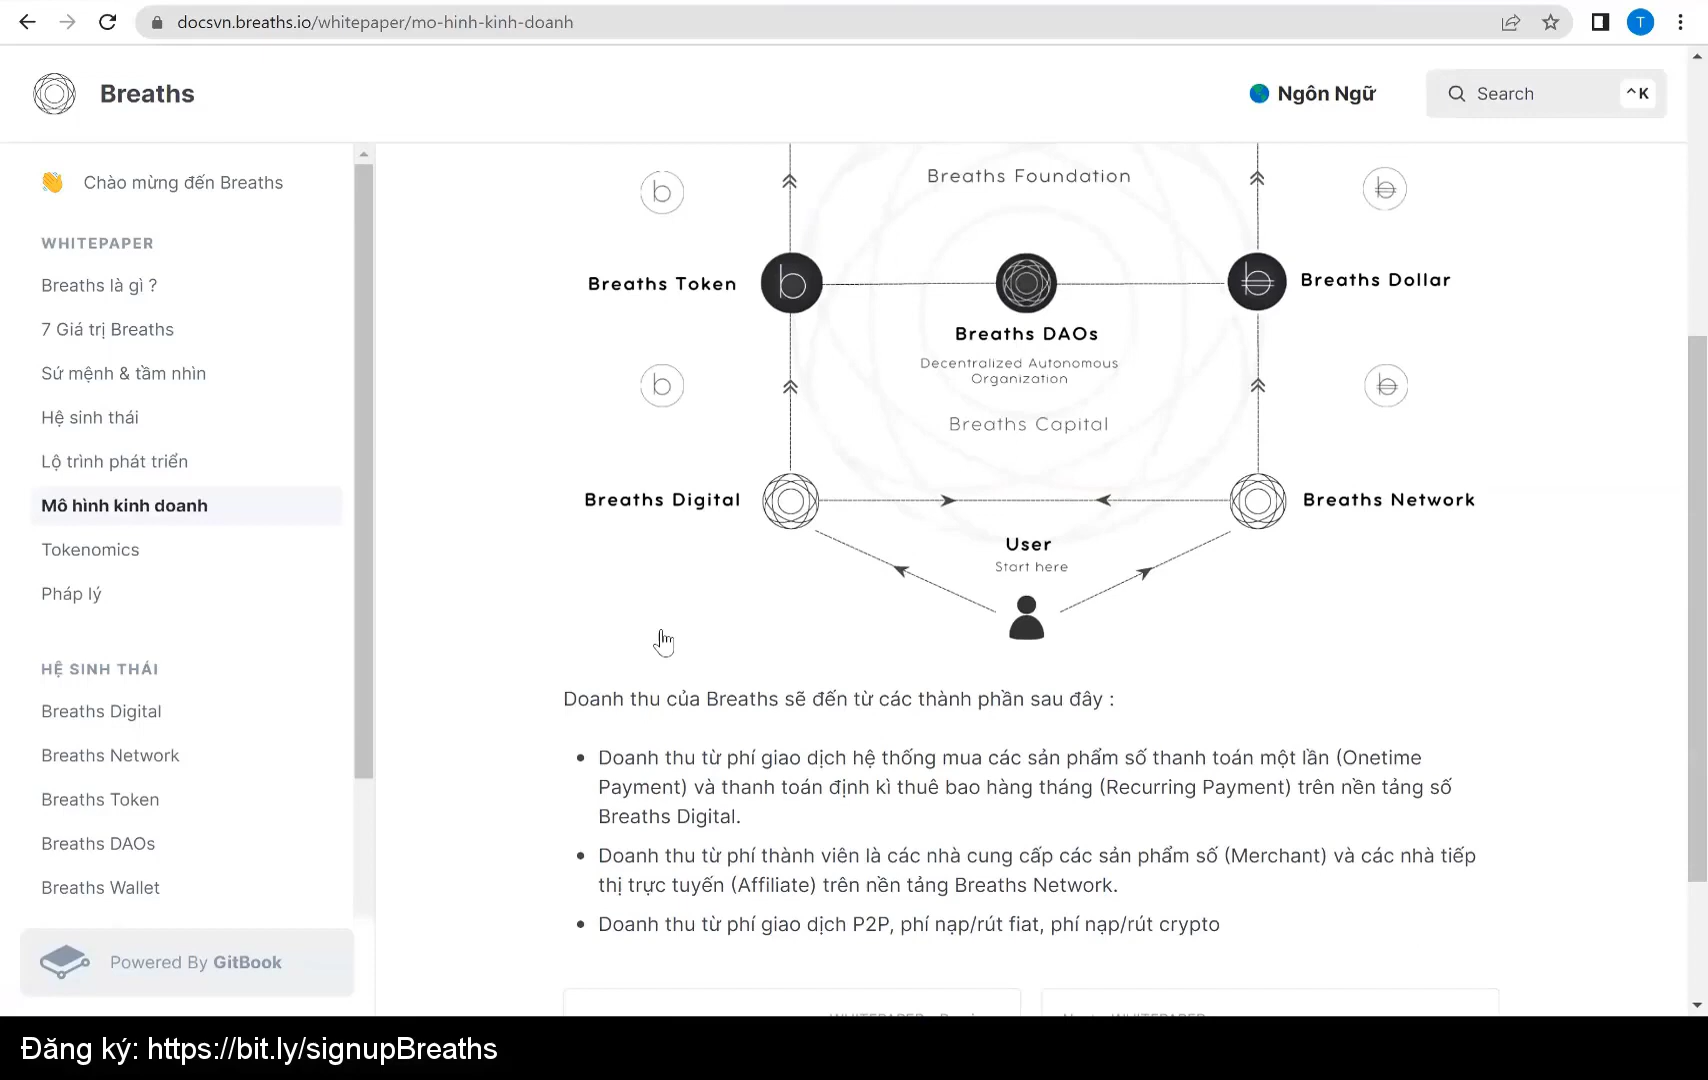 docsvn.breaths.io/whitepaper/mo-hinh-kinh-doanh
T
Breaths
Ngôn Ngữ
Search
^K
Chào mừng đến Breaths
WHITEPAPER
Breaths là gì ?
7 Giá trị Breaths
Sứ mệnh & tầm nhìn
Hệ sinh thái
Lộ trình phát triển
Mô hình kinh doanh
Tokenomics
Pháp lý
HỆ SINH THÁI
Breaths Digital
Breaths Network
Breaths Token
Breaths DAOs
Breaths Wallet
Powered By GitBook
Breaths Foundation
Breaths Token
Breaths Dollar
Breaths DAOs
Decentralized Autonomous
Organization
Breaths Capital
Breaths Digital
Breaths Network
User
Start here
Doanh thu của Breaths sẽ đến từ các thành phần sau đây :
Doanh thu từ phí giao dịch hệ thống mua các sản phẩm số thanh toán một lần (Onetime
Payment) và thanh toán định kì thuê bao hàng tháng (Recurring Payment) trên nền tảng số
Breaths Digital.
Doanh thu từ phí thành viên là các nhà cung cấp các sản phẩm số (Merchant) và các nhà tiếp
thị trực tuyến (Affiliate) trên nền tảng Breaths Network.
Doanh thu từ phí giao dịch P2P, phí nạp/rút fiat, phí nạp/rút crypto
Đăng ký: https://bit.ly/signupBreaths